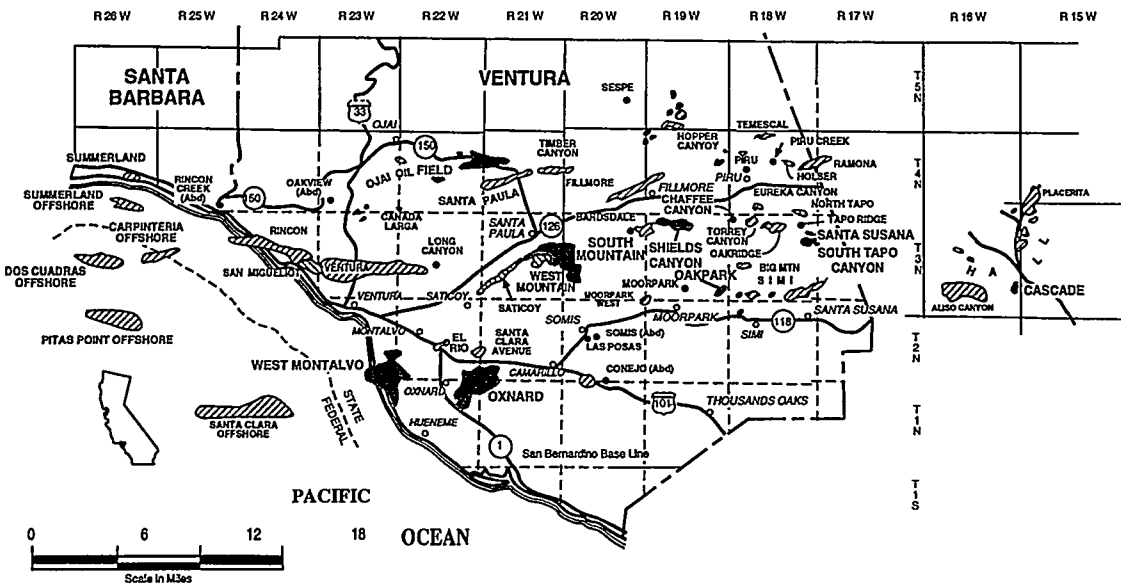 R 26 W R 25 W R 23 W R 22 W R 21 W R 20 W R 19 W R 18 W R 17 W R 16 W R 15 W
SANTA
BARBARA
VENTURA
33
OJAI
150
SESPE
T5N
HOPPER
CANYOY
TEMESCAL
PIRU CREEK
PIRU
PIRU
RAMONA
HOLSER
EUREKA CANYON
TIMBER
CANYON
FILLMORE
FILLMORE
CHAFFEE
CANYON
SUMMERLAND
RINCON
CREEK (Abd)
150
OAKVIEW
(Abd)
OJAI OIL FIELD
SANTA PAULA
T4N
PLACERITA
SUMMERLAND
OFFSHORE
CARPINTERIA
OFFSHORE
RINCON
CANADA
LARGA
SANTA
PAULA
126
BARDSDALE
SOUTH
MOUNTAIN
SHIELDS
CANYON
TORREY
CANYON
OAKRIDGE
NORTH TAPO
TAPO RIDGE
SANTA SUSANA
SOUTH TAPO
CANYON
T3N
DOS CUADRAS
OFFSHORE
SAN MIGUELIOT
VENTURA
LONG
CANYON
WEST
MOUNTAIN
OAKPARK
MOORPARK
BIG MTN
SIMI
HALL
CASCADE
ALISO CANYON
VENTURA
SATICOY
SATICOY
MOORPARK
WEST
PITAS POINT OFFSHORE
MONTALVO
EL
RIO
SANTA
CLARA
AVENUE
SOMIS
SOMIS (Abd)
LAS POSAS
MOORPARK
SIMI
118
SANTA SUSANA
T2N
WEST MONTALVO
CAMARILLO
CONEJO (Abd)
OXNARD
OXNARD
101
THOUSANDS OAKS
SANTA CLARA
OFFSHORE
STATE
FEDERAL
HUENEME
1
San Bernardino Base Line
T1N
T1S
PACIFIC
OCEAN
0 6 12 18
Scale in Miles